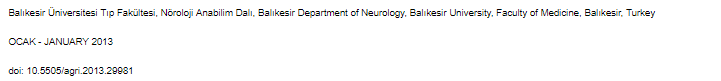 Balıkesir Üniversitesi Tıp Fakültesi, Nöroloji Anabilim Dalı, Balıkesir Department of Neurology, Balıkesir University, Faculty of Medicine, Balıkesir, Turkey
OCAK - JANUARY 2013
doi: 10.5505/agri.2013.29981